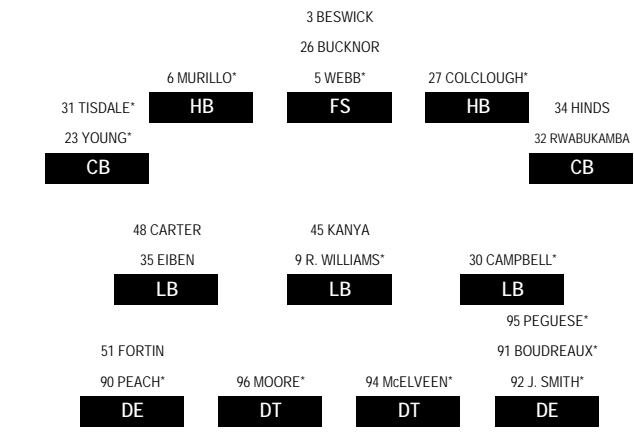 3 BESWICK
26 BUCKNOR
6 MURILLO* 5 WEBB* 27 COLCLOUGH*
31 TISDALE* HB FS HB 34 HINDS
23 YOUNG* 32 RWABUKAMBA
CB CB
48 CARTER 45 KANYA
35 EIBEN 9 R. WILLIAMS* 30 CAMPBELL*
LB LB LB
95 PEGUESE*
51 FORTIN 91 BOUDREAUX*
90 PEACH* 96 MOORE* 94 McELVEEN* 92 J. SMITH*
DE DT DT DE